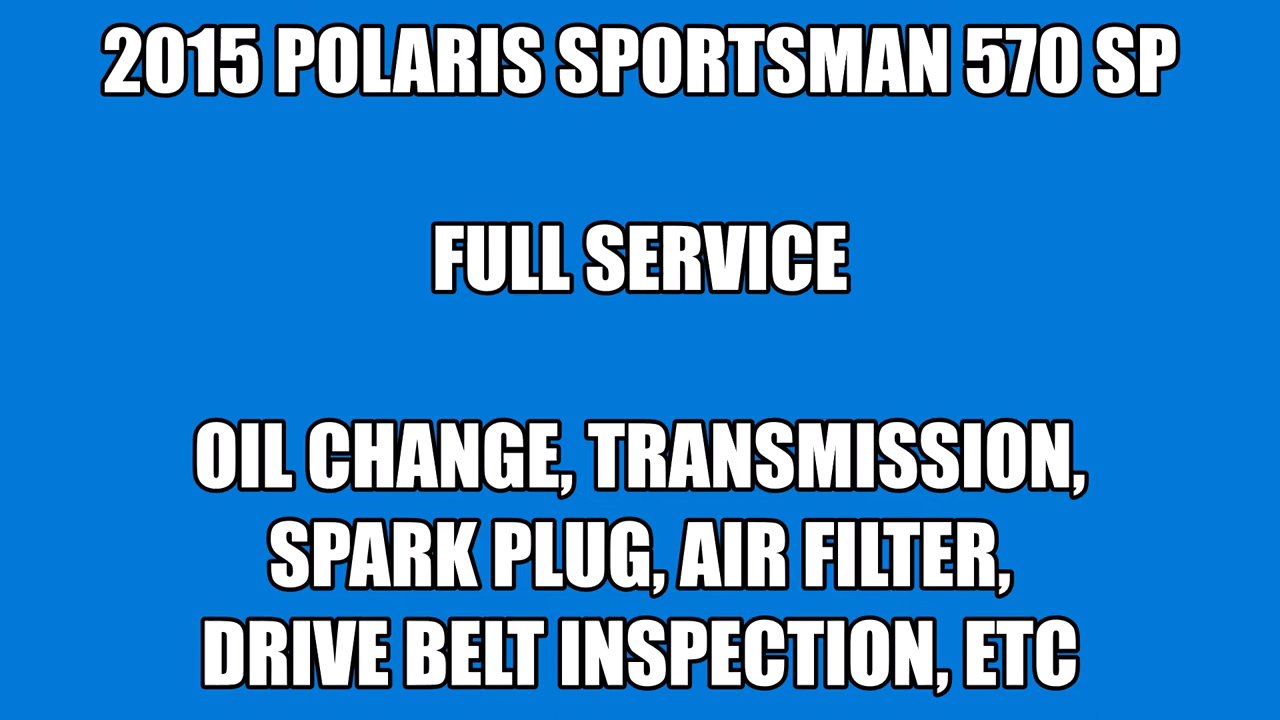 2015 POLARIS SPORTSMAN 570 SP
FULL SERVICE
OIL CHANGE, TRANSMISSION,
SPARK PLUG, AIR FILTER,
DRIVE BELT INSPECTION, ETC